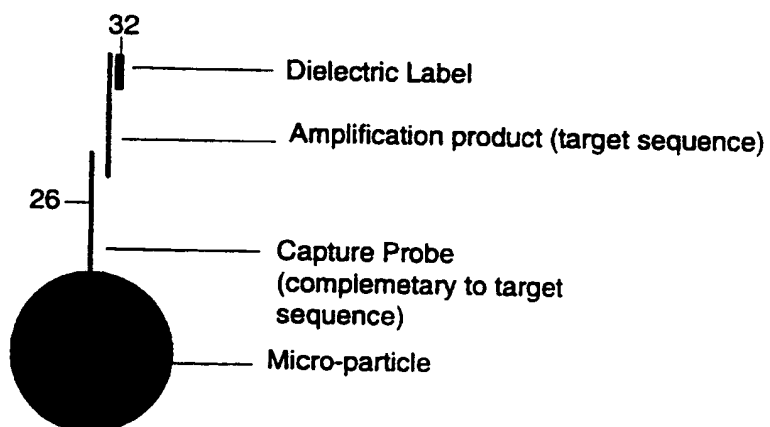 32
Dielectric Label
Amplification product (target sequence)
26
Capture Probe
(complemetary to target
sequence)
Micro-particle